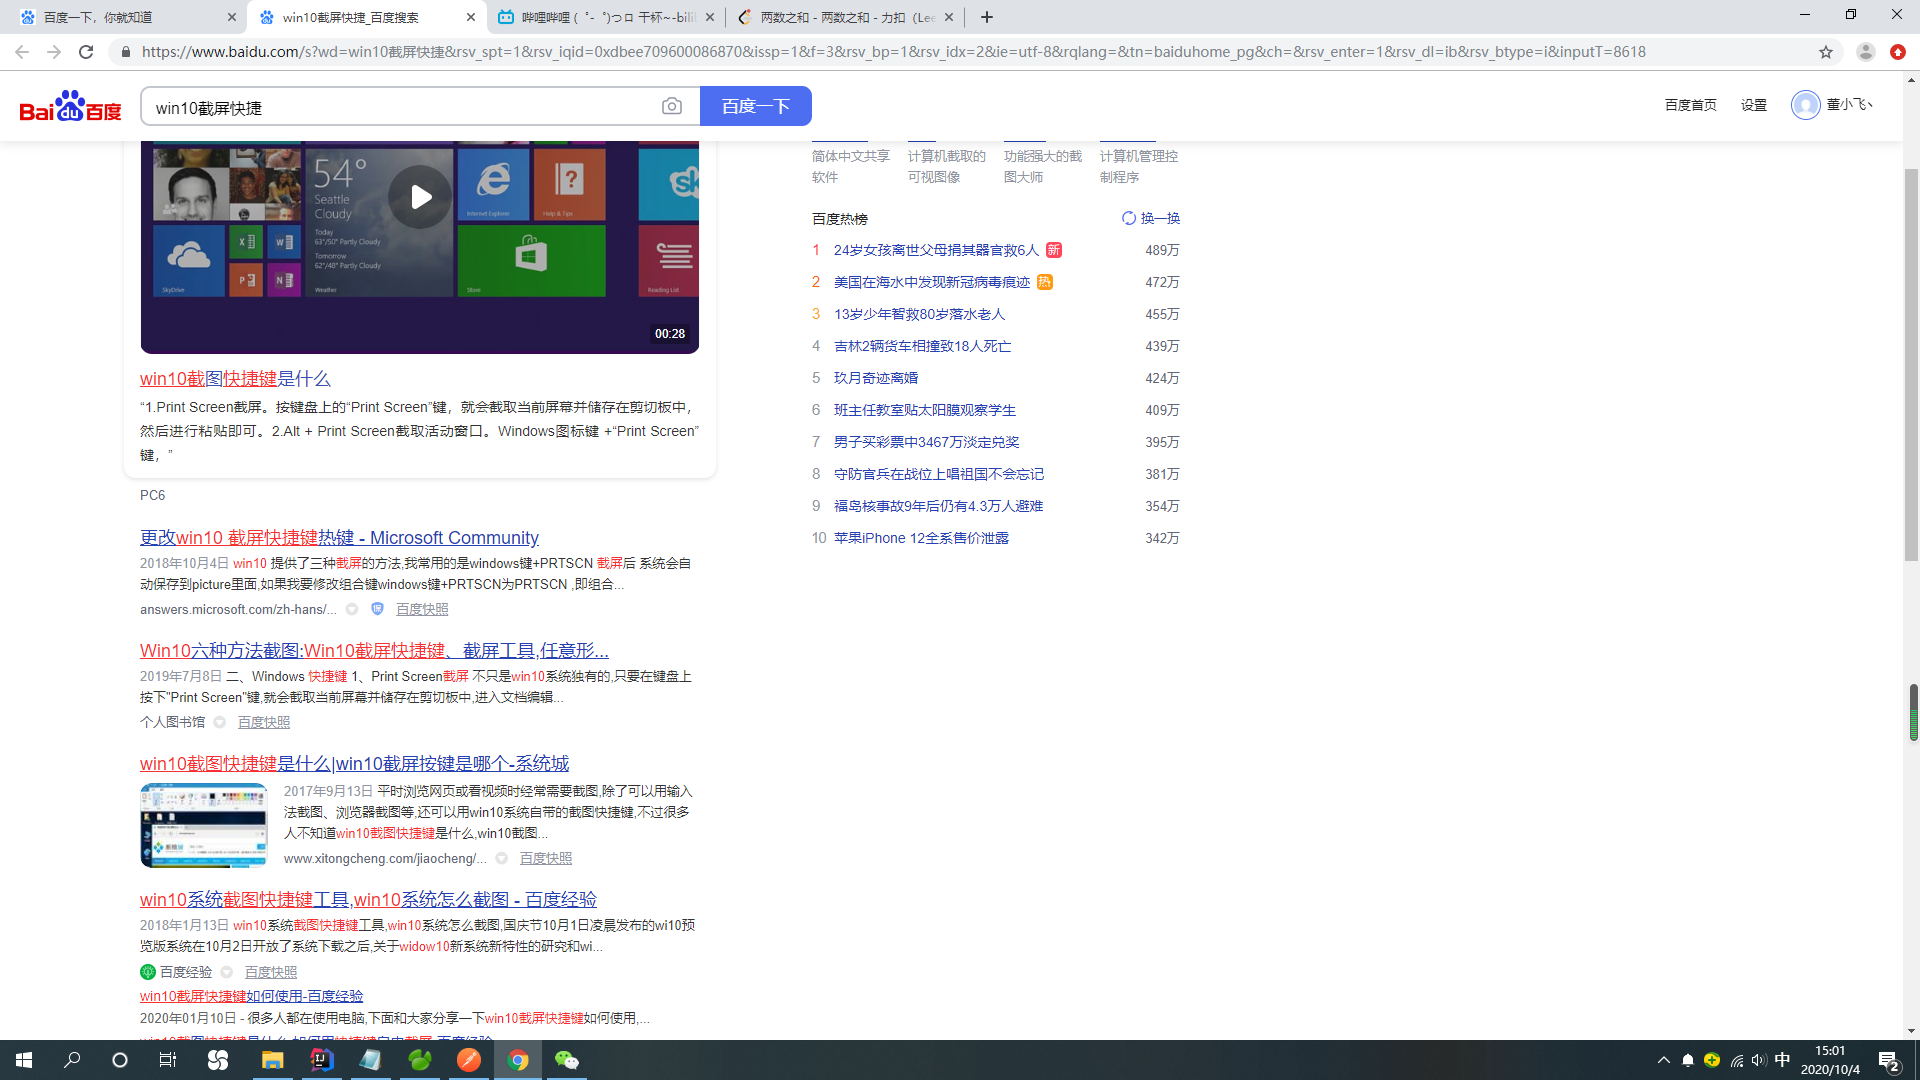 百度一下，你就知道
win10截屏快捷_百度搜索
哔哩哔哩 (゜-゜)つロ 干杯~-bili
两数之和 - 两数之和 - 力扣（Lee
https://www.baidu.com/s?wd=win10截屏快捷&rsv_spt=1&rsv_iqid=0xdbee709600086870&issp=1&f=3&rsv_bp=1&rsv_idx=2&ie=utf-8&rqlang=&tn=baiduhome_pg&ch=&rsv_enter=1&rsv_dl=ib&rsv_btype=i&inputT=8618
Bai du 百度
win10截屏快捷
百度一下
百度首页
设置
董小飞丶
54°
Seattle
Cloudy
Today
63°/50° Partly Cloudy
Tomorrow
62°/48° Partly Cloudy
Weather
Internet Explorer
Help & Tips
SkyDrive
Store
Reading List
00:28
win10截图快捷键是什么
“1.Print Screen截屏。按键盘上的“Print Screen”键，就会截取当前屏幕并储存在剪切板中，
然后进行粘贴即可。2.Alt + Print Screen截取活动窗口。Windows图标键 +“Print Screen”
键，”
PC6
更改win10 截屏快捷键热键 - Microsoft Community
2018年10月4日 win10 提供了三种截屏的方法,我常用的是windows键+PRTSCN 截屏后 系统会自
动保存到picture里面,如果我要修改组合键windows键+PRTSCN为PRTSCN ,即组合...
answers.microsoft.com/zh-hans/... 百度快照
Win10六种方法截图:Win10截屏快捷键、截屏工具,任意形...
2019年7月8日 二、Windows 快捷键 1、Print Screen截屏 不只是win10系统独有的,只要在键盘上
按下"Print Screen"键,就会截取当前屏幕并储存在剪切板中,进入文档编辑...
个人图书馆 百度快照
win10截图快捷键是什么|win10截屏按键是哪个-系统城
2017年9月13日 平时浏览网页或看视频时经常需要截图,除了可以用输入
法截图、浏览器截图等,还可以用win10系统自带的截图快捷键,不过很多
人不知道win10截图快捷键是什么,win10截图...
www.xitongcheng.com/jiaocheng/... 百度快照
win10系统截图快捷键工具,win10系统怎么截图 - 百度经验
2018年1月13日 win10系统截图快捷键工具,win10系统怎么截图,国庆节10月1日凌晨发布的wi10预
览版系统在10月2日开放了系统下载之后,关于widow10新系统新特性的研究和wi...
百度经验 百度快照
win10截屏快捷键如何使用-百度经验
2020年01月10日 - 很多人都在使用电脑,下面和大家分享一下win10截屏快捷键如何使用,...
简体中文共享
软件
计算机截取的
可视图像
功能强大的截
图大师
计算机管理控
制程序
百度热榜
换一换
1 24岁女孩离世父母捐其器官救6人 新 489万
2 美国在海水中发现新冠病毒痕迹 热 472万
3 13岁少年智救80岁落水老人 455万
4 吉林2辆货车相撞致18人死亡 439万
5 玖月奇迹离婚 424万
6 班主任教室贴太阳膜观察学生 409万
7 男子买彩票中3467万淡定兑奖 395万
8 守防官兵在战位上唱祖国不会忘记 381万
9 福岛核事故9年后仍有4.3万人避难 354万
10 苹果iPhone 12全系售价泄露 342万
中
15:01
2020/10/4
2